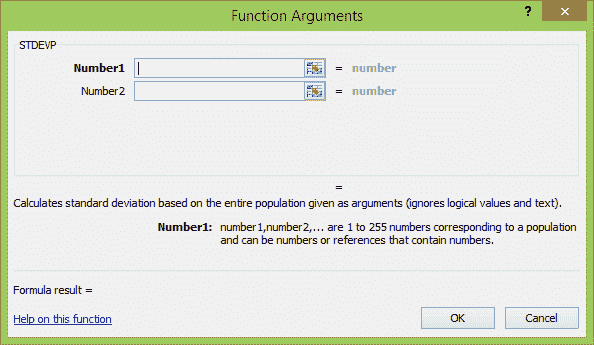 Function Arguments
? ×
STDEVP
Number1 = number
Number2 = number
=
Calculates standard deviation based on the entire population given as arguments (ignores logical values and text).
Number1: number1,number2,... are 1 to 255 numbers corresponding to a population
and can be numbers or references that contain numbers.
Formula result =
Help on this function
OK Cancel